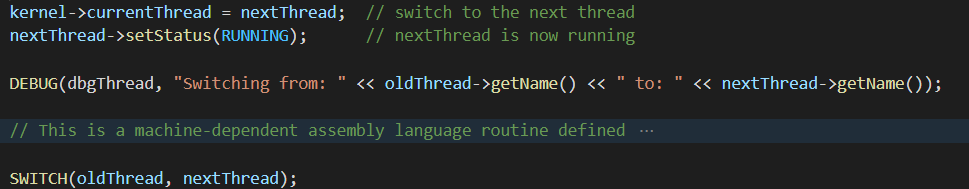 kernel->currentThread = nextThread;  // switch to the next thread
nextThread->setStatus(RUNNING);      // nextThread is now running
DEBUG(dbgThread, "Switching from: " << oldThread->getName() << " to: " << nextThread->getName());
// This is a machine-dependent assembly language routine defined ···
SWITCH(oldThread, nextThread);